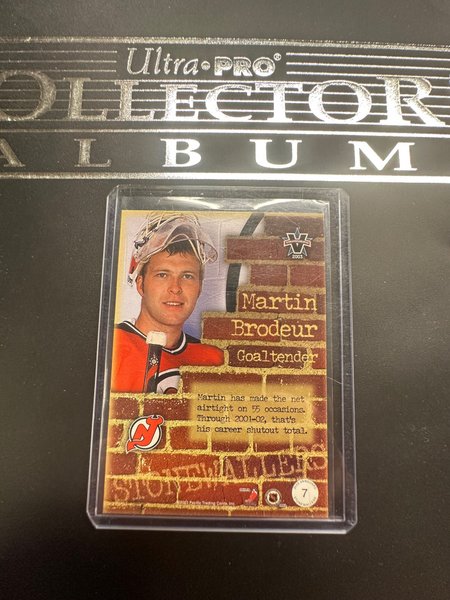 Ultra•PRO
OLLECTOR
ALBUM
V
2003
Martin
Brodeur
Goaltender
Martin has made the net
airtight on 55 occasions.
Through 2001-02, that's
his career shutout total.
STONEWALLERS
7